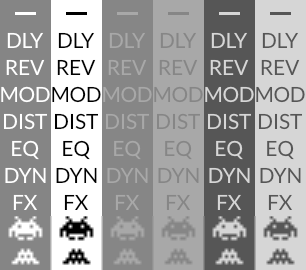 — — — — — —
DLY DLY DLY DLY DLY DLY
REV REV REV REV REV REV
MOD MOD MOD MOD MOD MOD
DIST DIST DIST DIST DIST DIST
EQ EQ EQ EQ EQ EQ
DYN DYN DYN DYN DYN DYN
FX FX FX FX FX FX